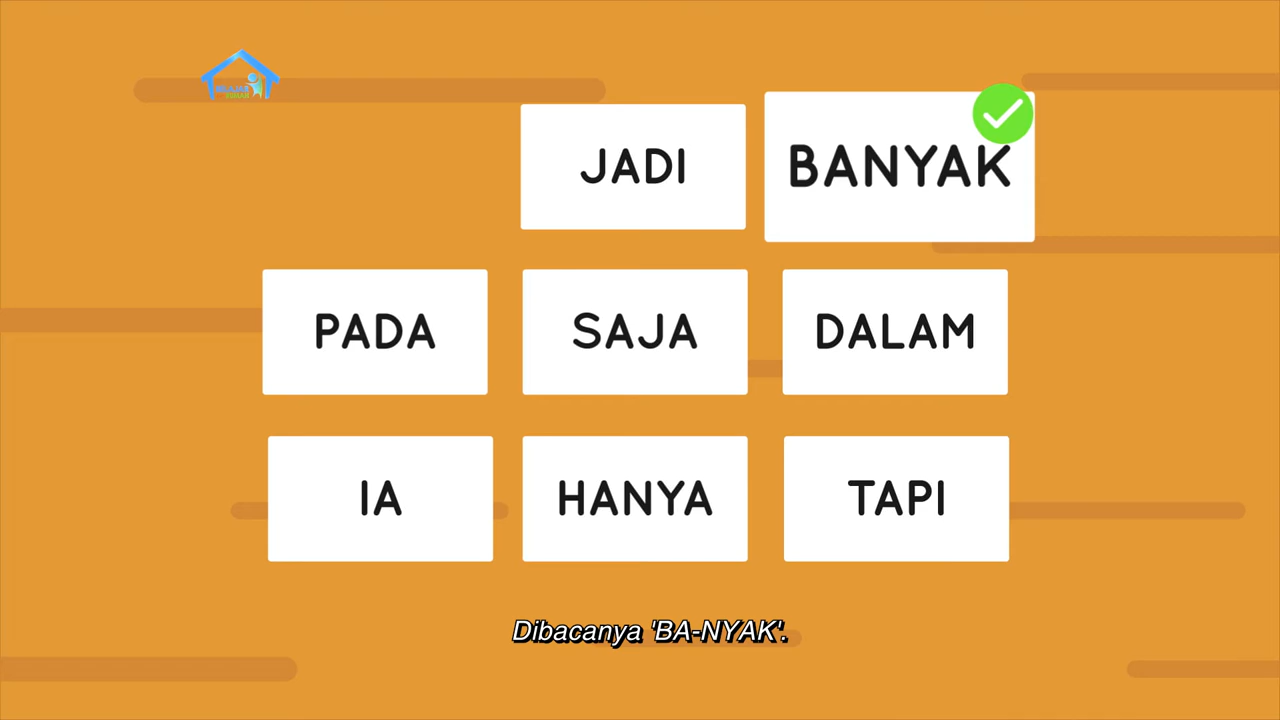 JADI BANYAK
PADA SAJA DALAM
IA HANYA TAPI
Dibacanya 'BA-NYAK'.